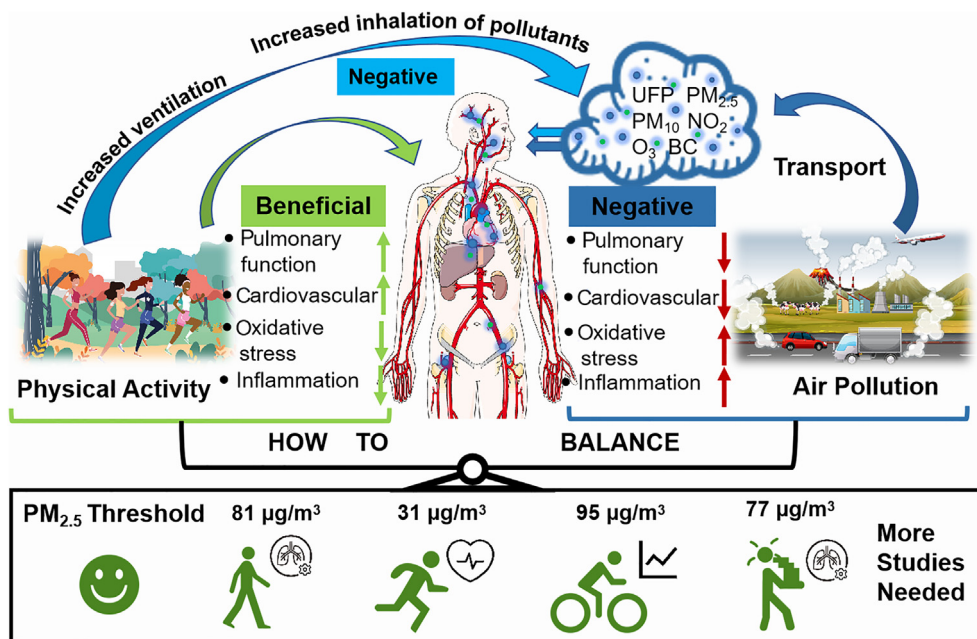 Increased inhalation of pollutants
Increased ventilation
Negative
UFP PM₂.₅
PM₁₀ NO₂
O₃ BC
Transport
Beneficial
• Pulmonary
function
• Cardiovascular
• Oxidative
stress
• Inflammation
Negative
• Pulmonary
function
• Cardiovascular
• Oxidative
stress
• Inflammation
Physical Activity
Air Pollution
HOW TO BALANCE
PM₂.₅ Threshold
81 µg/m³
31 µg/m³
95 µg/m³
77 µg/m³
More
Studies
Needed